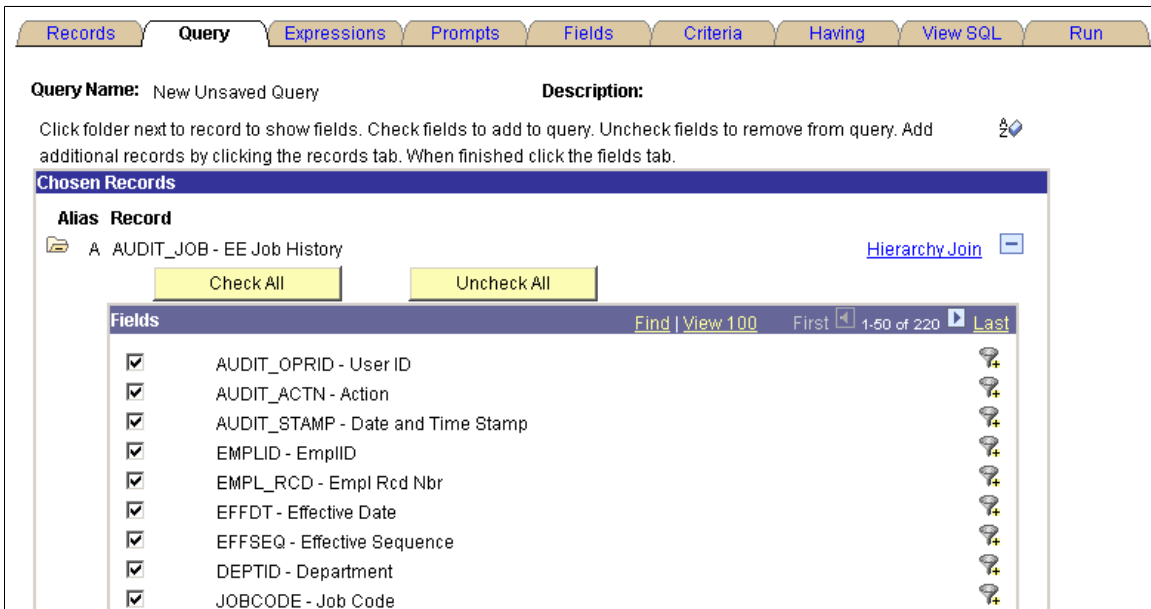 Records Query Expressions Prompts Fields Criteria Having View SQL Run
Query Name: New Unsaved Query Description:
Click folder next to record to show fields. Check fields to add to query. Uncheck fields to remove from query. Add
additional records by clicking the records tab. When finished click the fields tab.
Chosen Records
Alias Record
A AUDIT_JOB - EE Job History Hierarchy Join
Check All Uncheck All
Fields Find | View 100 First 1-50 of 220 Last
AUDIT_OPRID - User ID
AUDIT_ACTN - Action
AUDIT_STAMP - Date and Time Stamp
EMPLID - EmplID
EMPL_RCD - Empl Rcd Nbr
EFFDT - Effective Date
EFFSEQ - Effective Sequence
DEPTID - Department
JOBCODE - Job Code